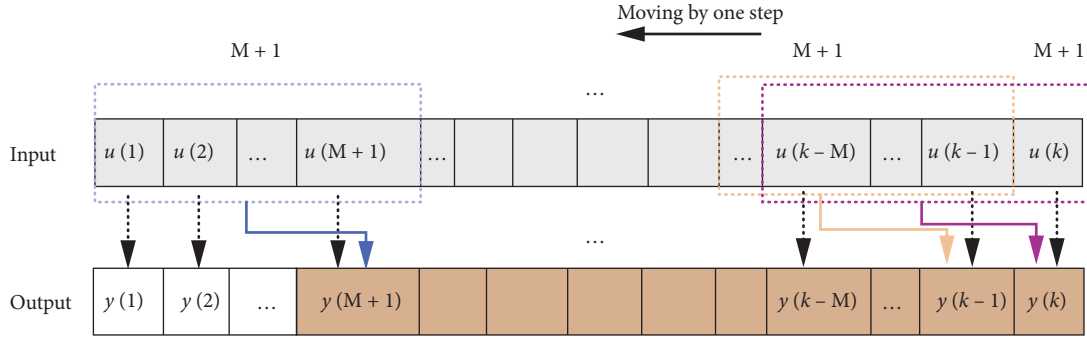 Moving by one step
M + 1 M + 1 M + 1
…
Input u (1) u (2) … u (M + 1) … … u (k – M) … u (k – 1) u (k)
…
Output y (1) y (2) … y (M + 1) y (k – M) … y (k – 1) y (k)